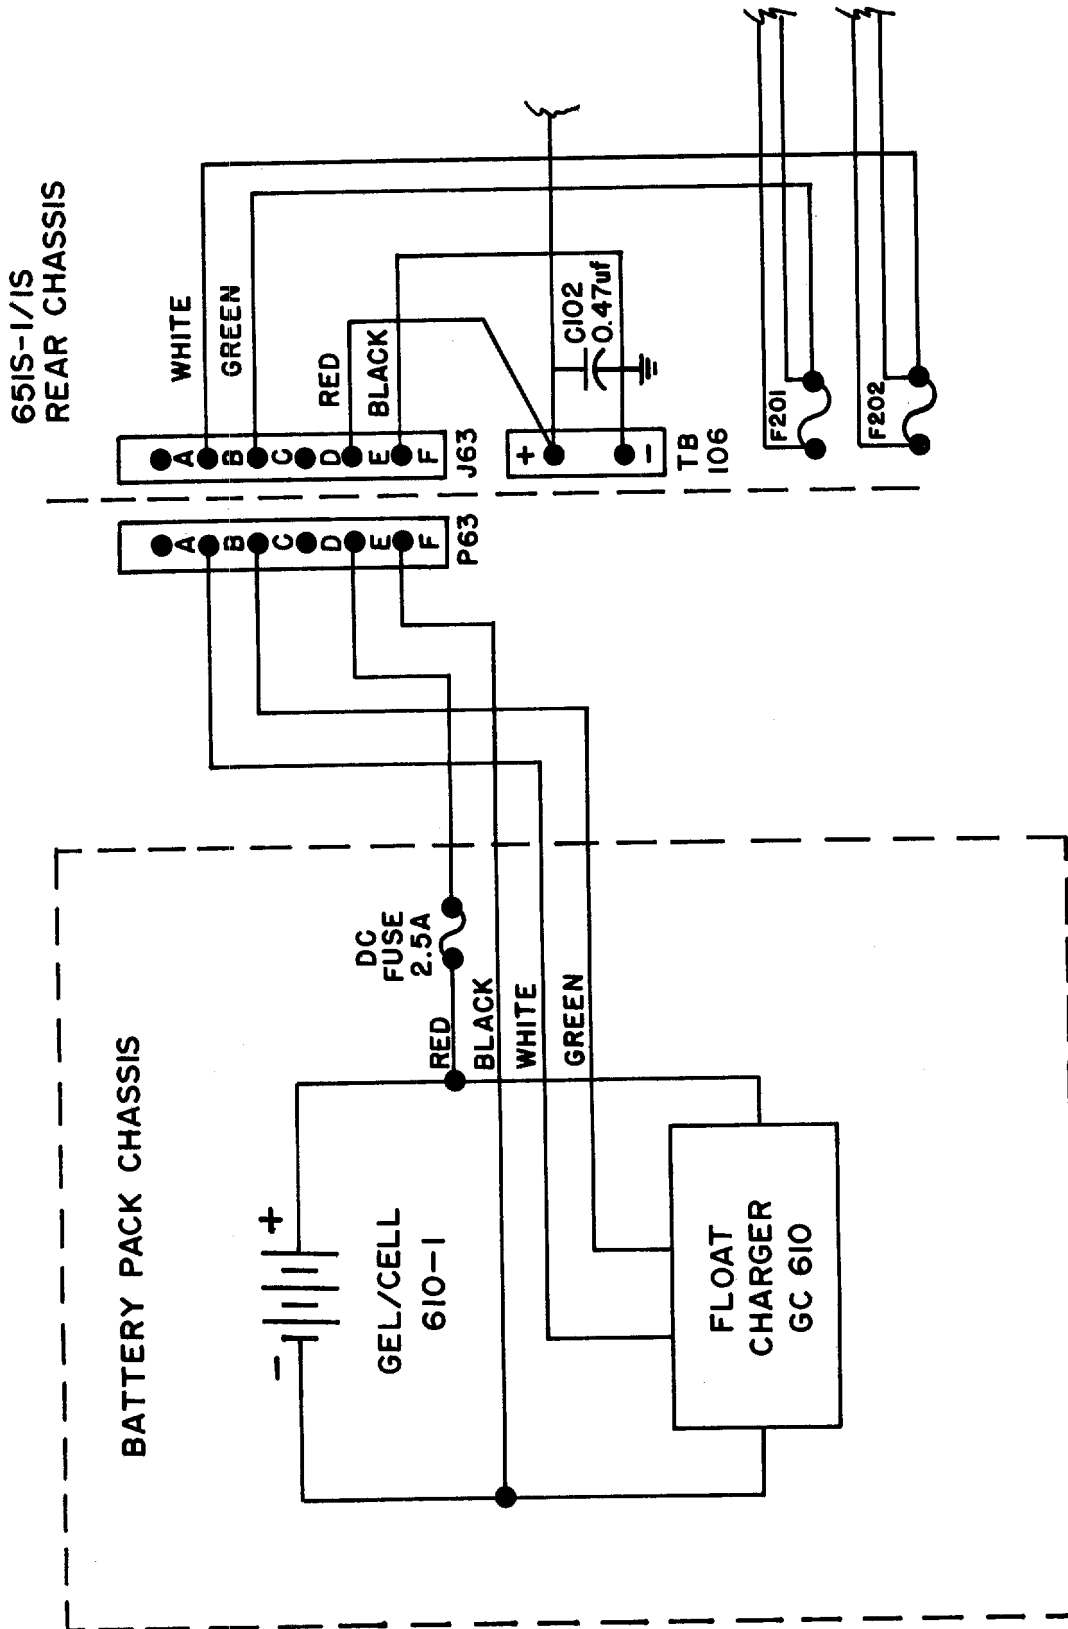 651S-1/1S
REAR CHASSIS
WHITE
GREEN
RED
BLACK
C102
0.47uf
A B C D E F
J63
+ -
TB
106
F201
F202
A B C D E F
P63
BATTERY PACK CHASSIS
DC
FUSE
2.5A
RED
BLACK
WHITE
GREEN
- +
GEL/CELL
610-1
FLOAT
CHARGER
GC 610